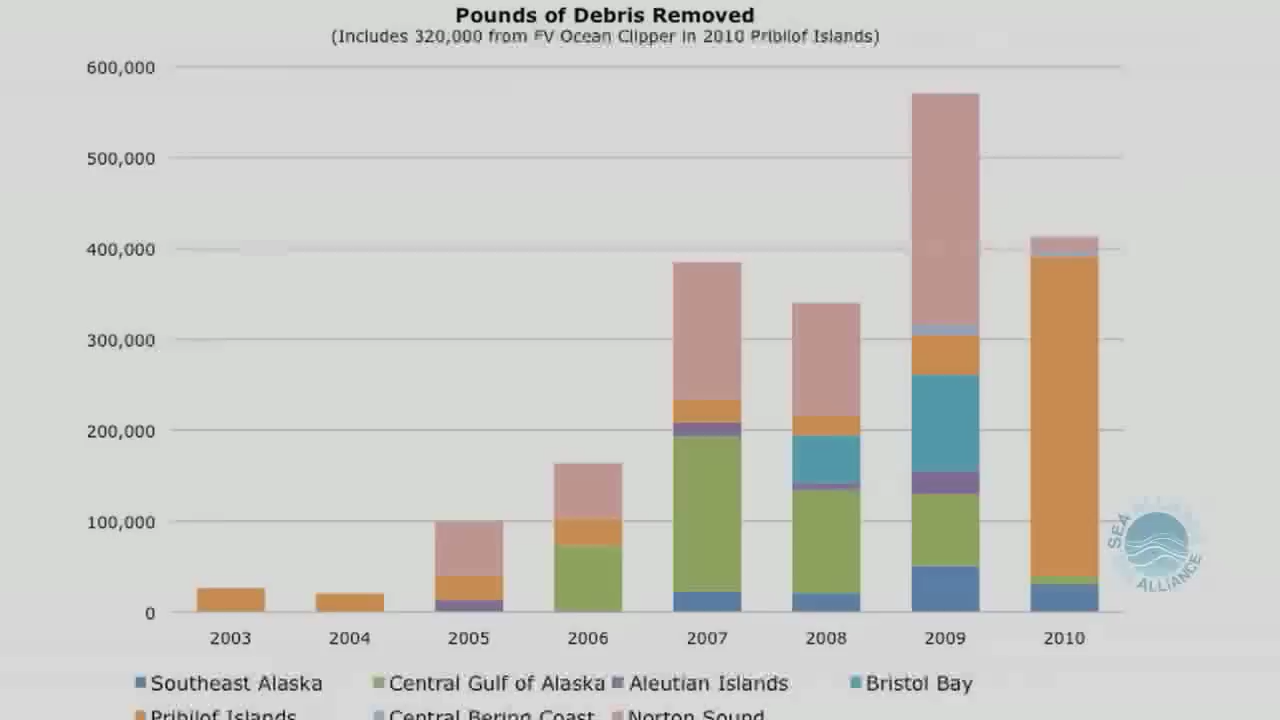 Pounds of Debris Removed
(Includes 320,000 from FV Ocean Clipper in 2010 Pribilof Islands)
600,000
500,000
400,000
300,000
200,000
100,000
0
2003 2004 2005 2006 2007 2008 2009 2010
SEA
ALLIANCE
Southeast Alaska Central Gulf of Alaska Aleutian Islands Bristol Bay
Pribilof Islands Central Bering Coast Norton Sound